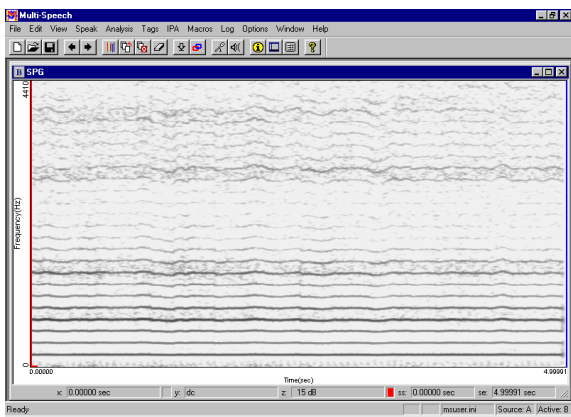 Multi-Speech
File Edit View Speak Analysis Tags IPA Macros Log Options Window Help
B SPG
4410
Frequency(Hz)
0
0.00000
4.99991
Time(sec)
x: 0.00000 sec y: dc z: 15 dB ss: 0.00000 sec se: 4.99991 sec
Ready msuser.ini Source: A Active: B